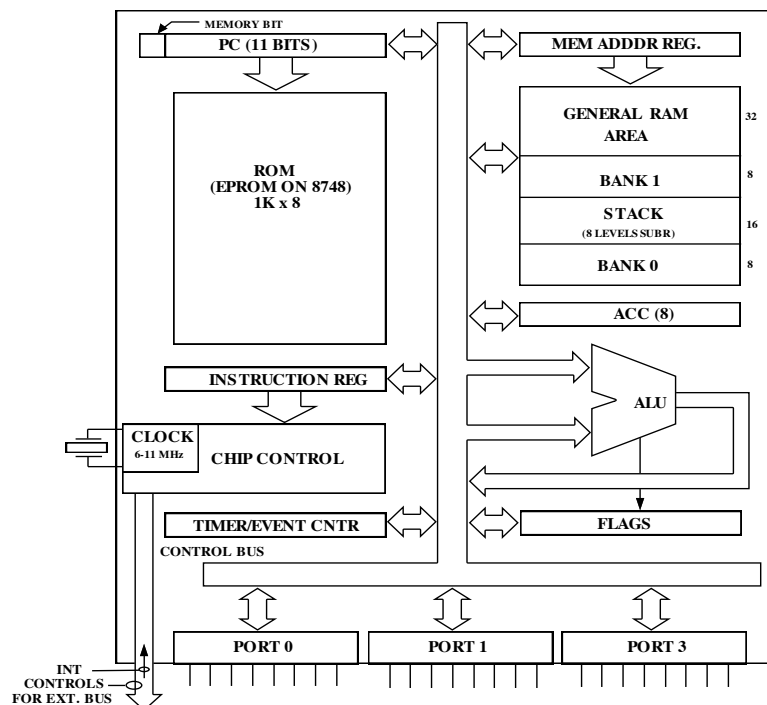 MEMORY BIT
PC (11 BITS)
MEM ADDDR REG.
GENERAL RAM
AREA
32
ROM
(EPROM ON 8748)
1K x 8
BANK 1
8
STACK
(8 LEVELS SUBR)
16
BANK 0
8
ACC (8)
INSTRUCTION REG
ALU
CLOCK
6-11 MHz
CHIP CONTROL
TIMER/EVENT CNTR
FLAGS
CONTROL BUS
PORT 0
PORT 1
PORT 3
INT
CONTROLS
FOR EXT. BUS